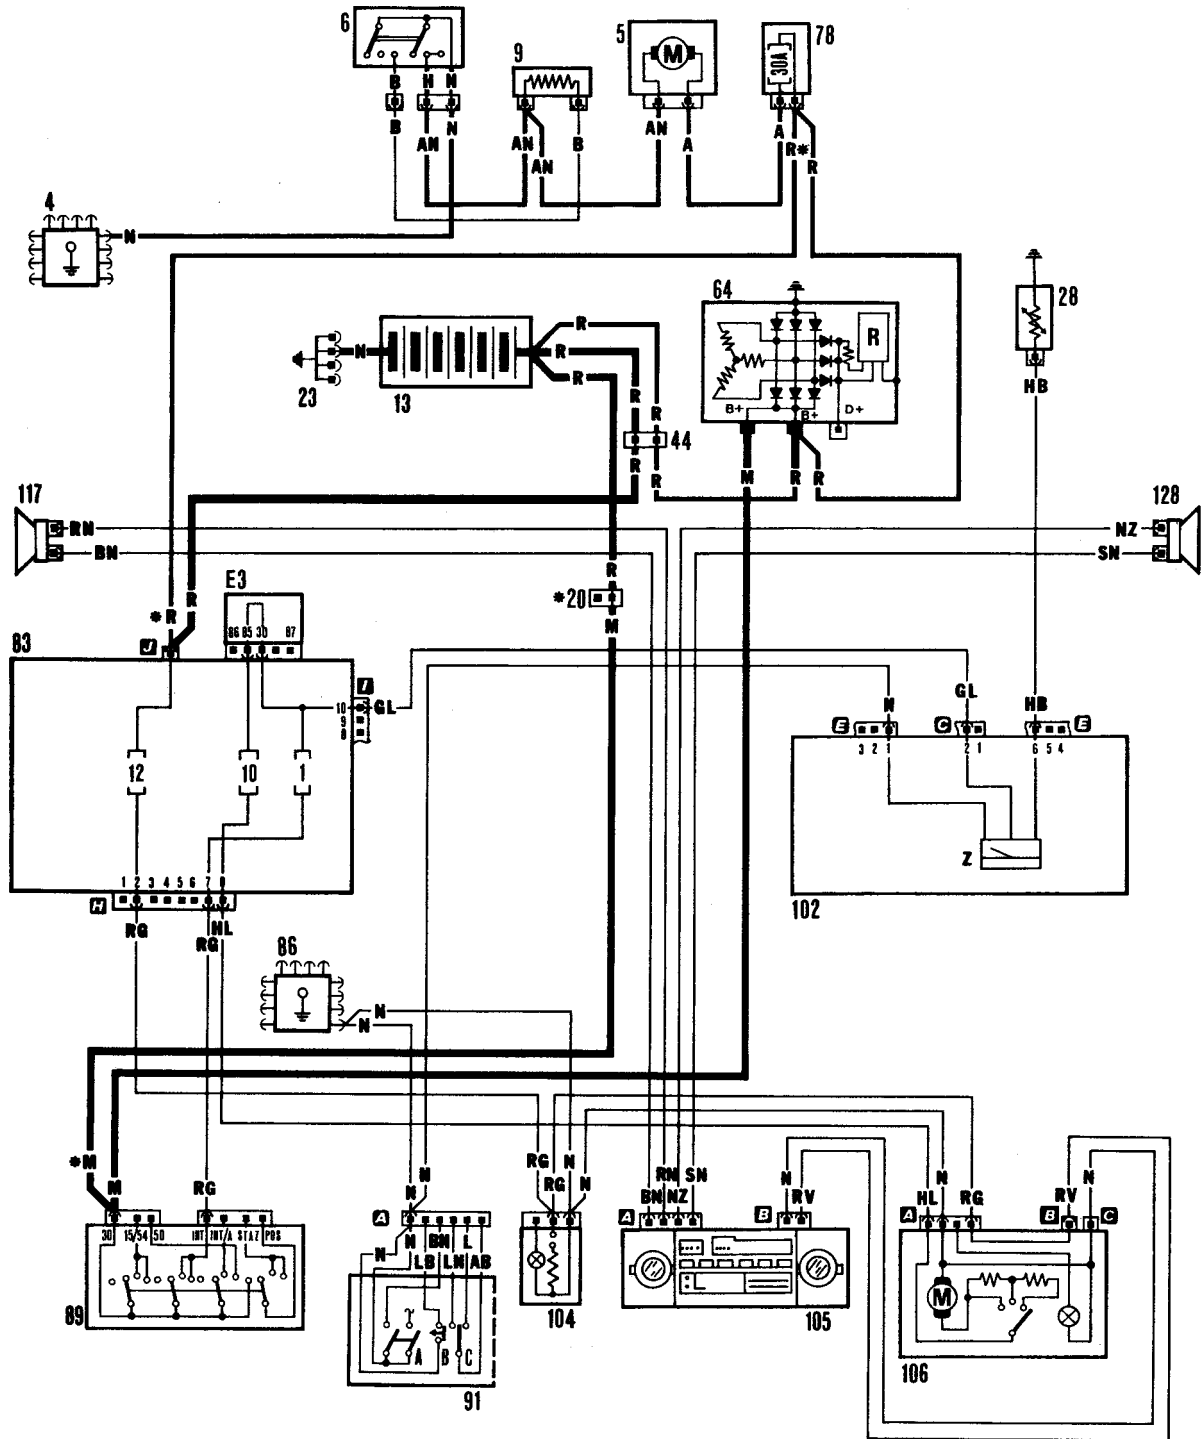 6
9
5
78
30A
M
B
H
N
B
AN
N
AN
AN
B
AN
A
A
R*
R
4
N
64
28
R
N
R
R
R
HB
23
13
B+
B+
D+
R
R
44
R
R
M
R
R
117
RN
BN
128
NZ
SN
R
*20
M
E3
86 85 30 87
*R
R
83
J
I
10
9
8
GL
GL
N
HB
E
C
E
3 2 1
2 1
6 5 4
12
10
1
Z
102
1 2 3 4 5 6 7 8
H
RG
RG
HL
86
N
N
*M
M
RG
N
N
RG
RG
N
N
BN
RN
NZ
SN
N
RV
HL
N
RG
RV
N
A
A
B
A
B
C
30 15/54 50 INT INT/A STAZ POS
89
N
N
LB
BN
LN
L
AB
A
B
C
91
104
105
M
106